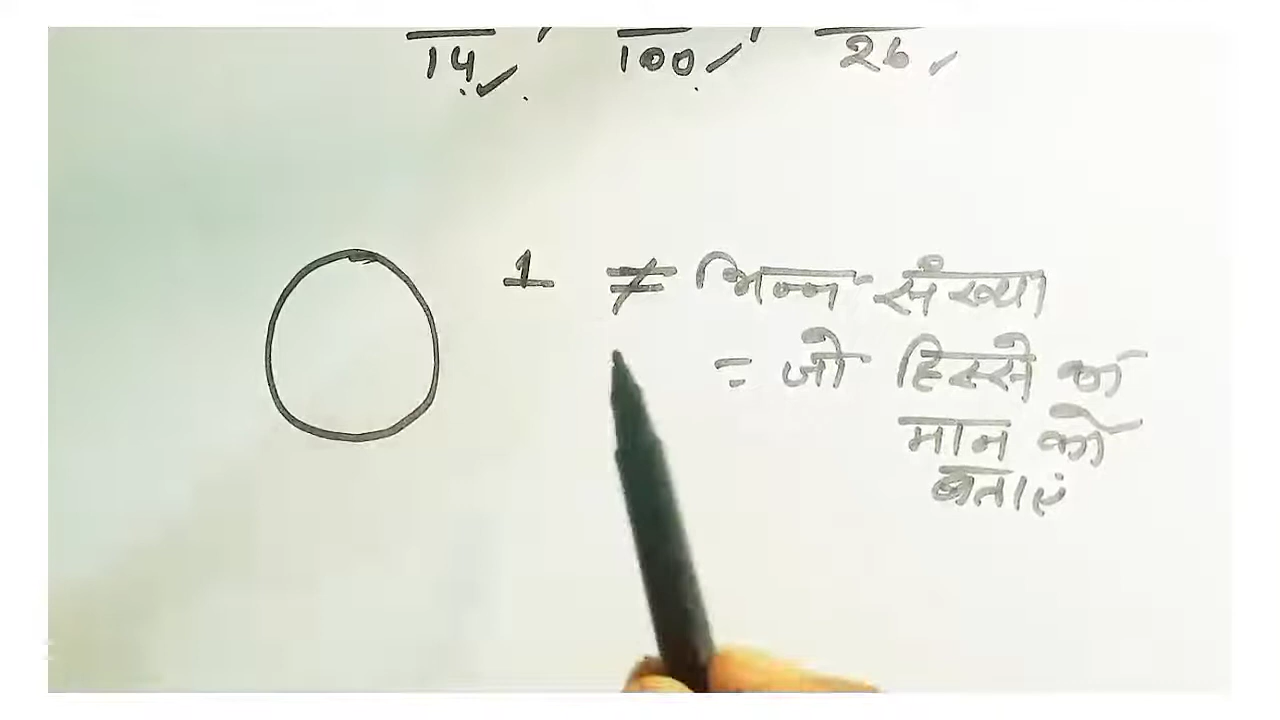 14 , 100 , 26
1 ≠ भिन्न संख्या
= जो हिस्से के
मान को
बताएं